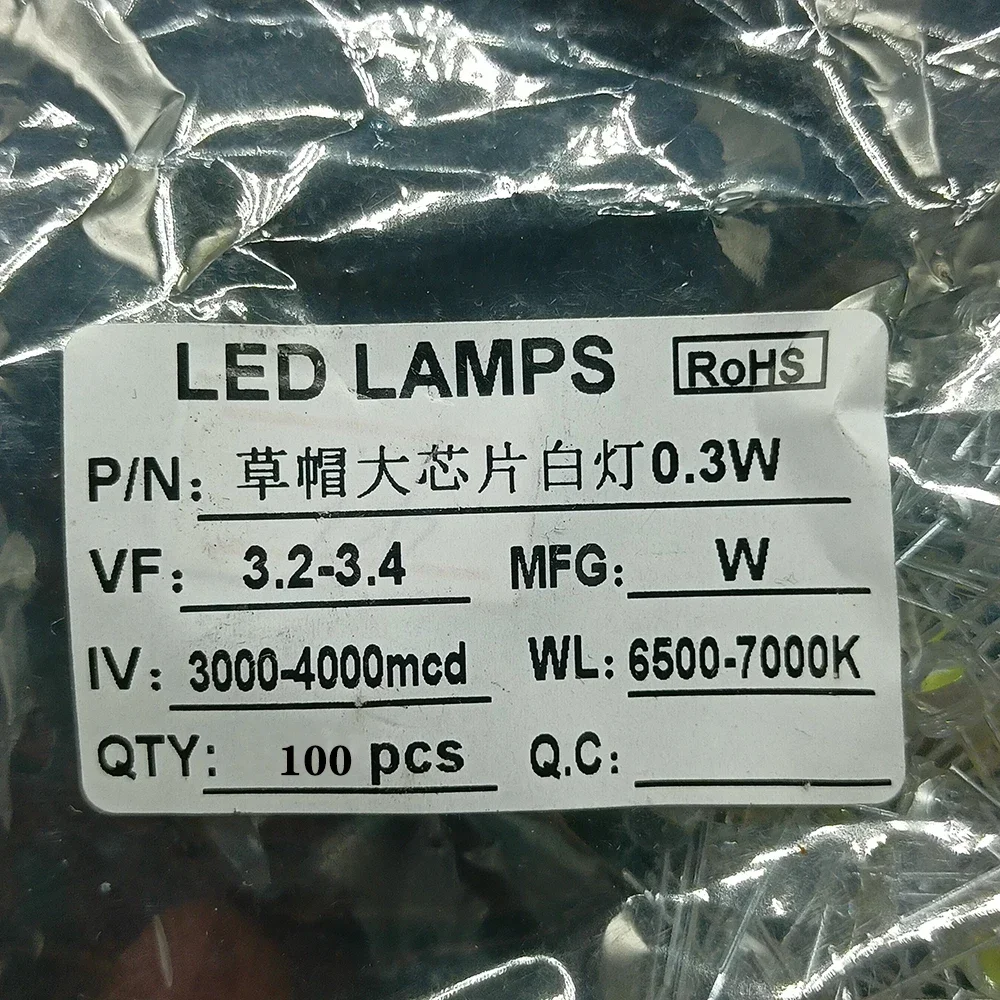 LED LAMPS RoHS
P/N: 草帽大芯片白灯0.3W
VF: 3.2-3.4 MFG: W
IV: 3000-4000mcd WL: 6500-7000K
QTY: 100 pcs Q.C: